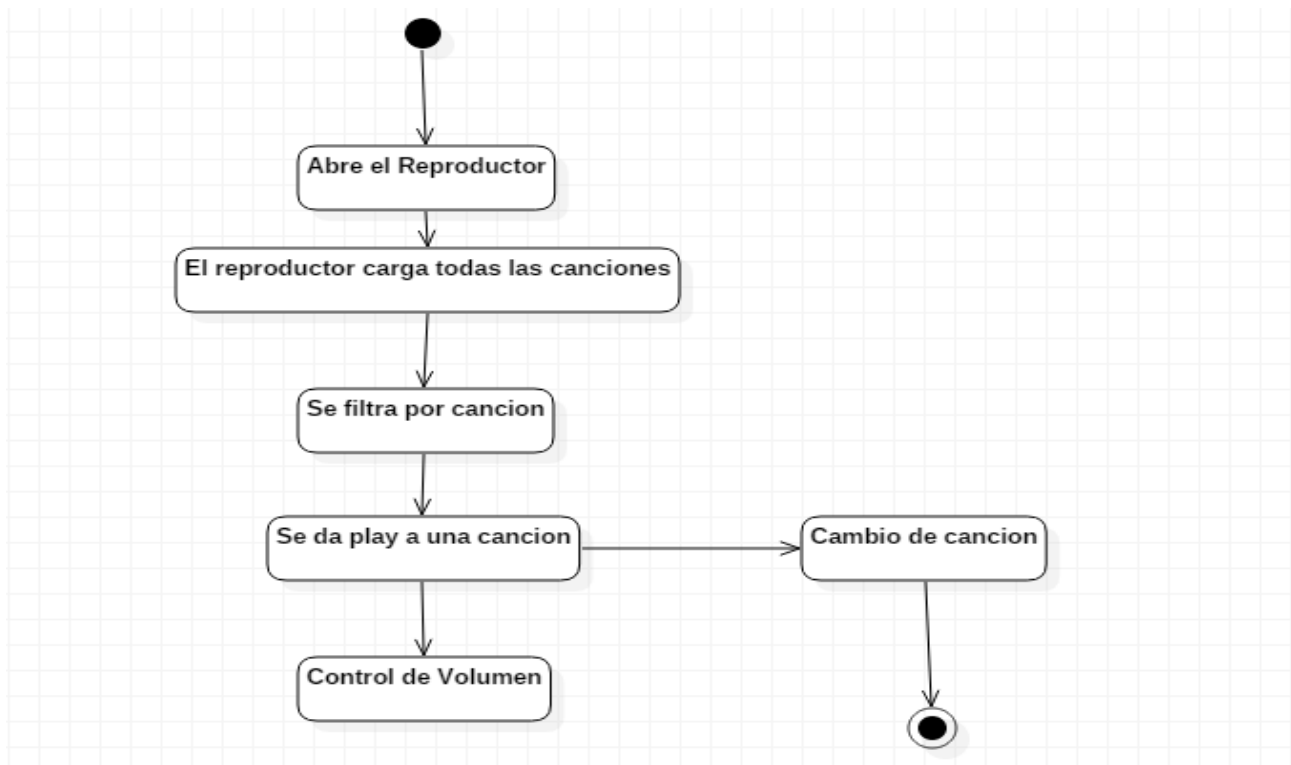 Abre el Reproductor
El reproductor carga todas las canciones
Se filtra por cancion
Se da play a una cancion
Cambio de cancion
Control de Volumen